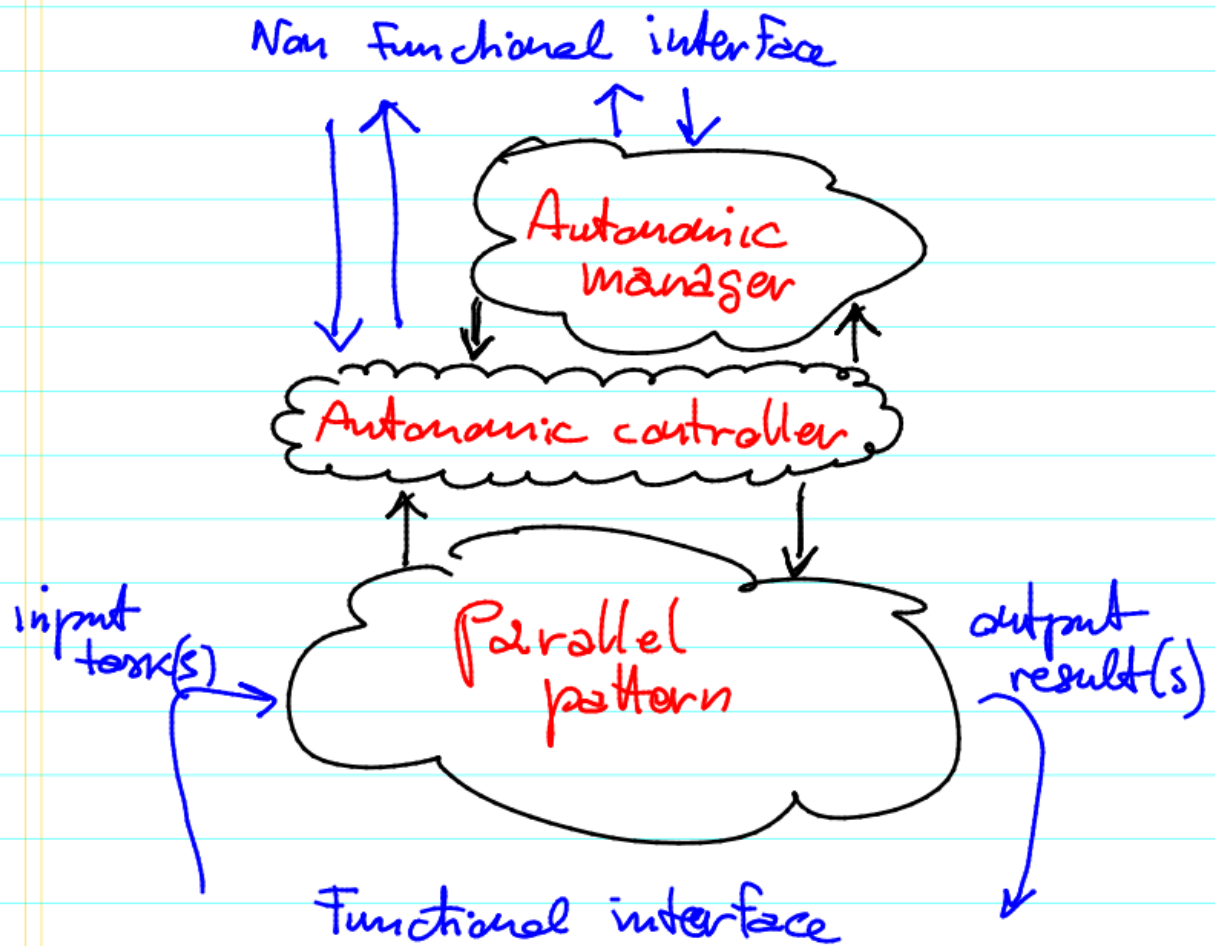 Non Functional interface
Autonomic
manager
Autonomic controller
input
task(s)
Parallel
pattern
output
result(s)
Functional interface